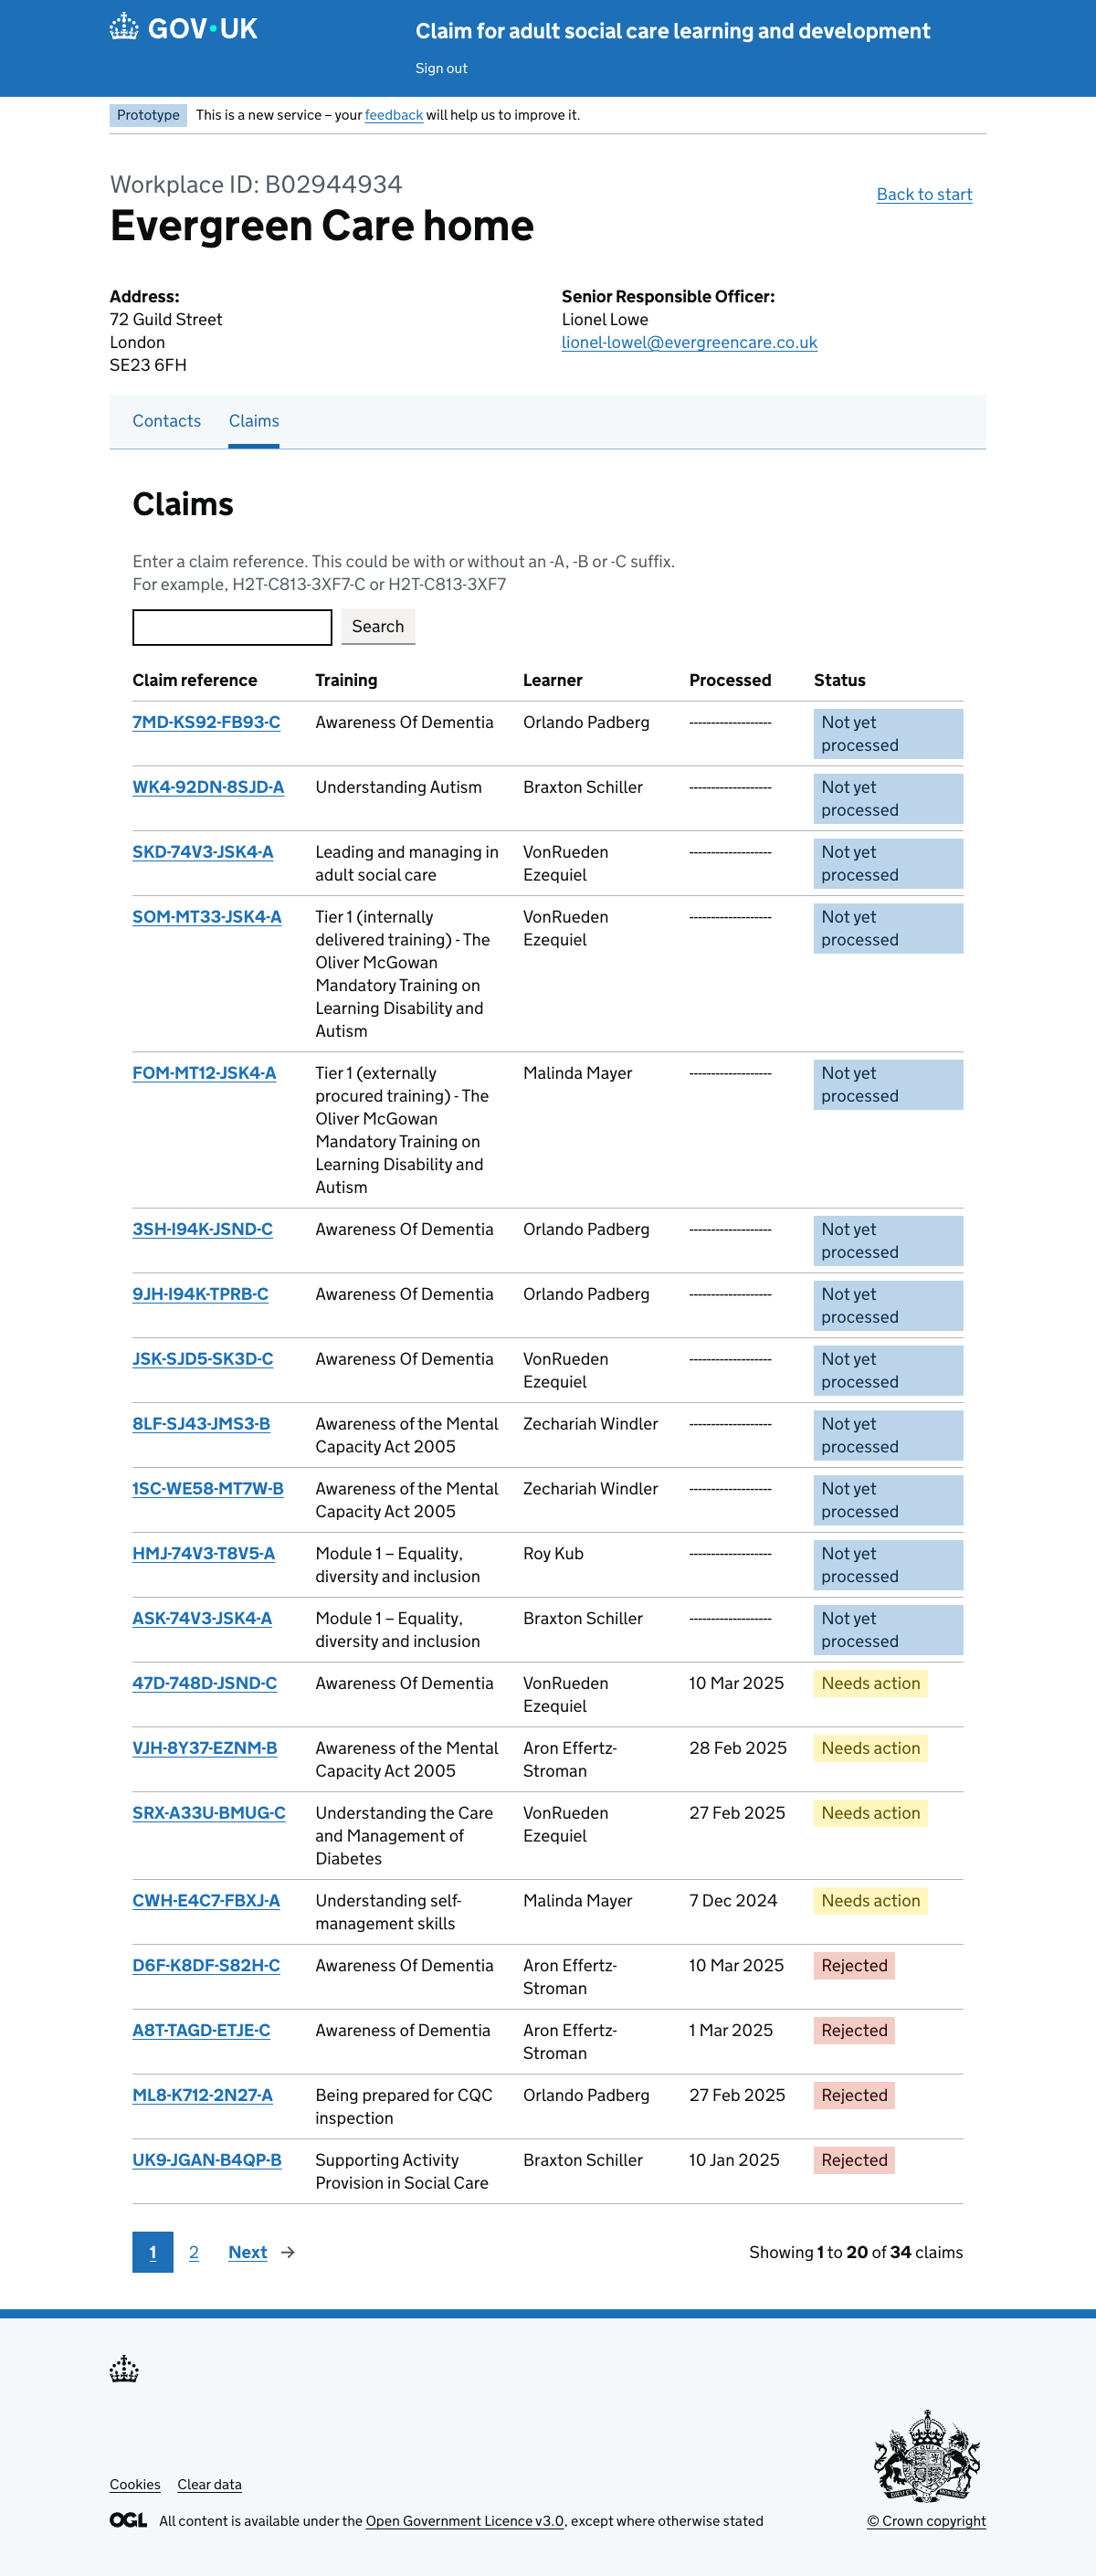 GOV·UK
Claim for adult social care learning and development
Sign out
Prototype This is a new service – your feedback will help us to improve it.
Workplace ID: B02944934
Back to start
Evergreen Care home
Address:
72 Guild Street
London
SE23 6FH
Senior Responsible Officer:
Lionel Lowe
lionel-lowel@evergreencare.co.uk
Contacts Claims
Claims
Enter a claim reference. This could be with or without an -A, -B or -C suffix.
For example, H2T-C813-3XF7-C or H2T-C813-3XF7
Search
Claim reference Training Learner Processed Status
7MD-KS92-FB93-C Awareness Of Dementia Orlando Padberg ------------------- Not yet
processed
WK4-92DN-8SJD-A Understanding Autism Braxton Schiller ------------------- Not yet
processed
SKD-74V3-JSK4-A Leading and managing in VonRueden ------------------- Not yet
adult social care Ezequiel processed
SOM-MT33-JSK4-A Tier 1 (internally VonRueden ------------------- Not yet
delivered training) - The Ezequiel processed
Oliver McGowan
Mandatory Training on
Learning Disability and
Autism
FOM-MT12-JSK4-A Tier 1 (externally Malinda Mayer ------------------- Not yet
procured training) - The processed
Oliver McGowan
Mandatory Training on
Learning Disability and
Autism
3SH-I94K-JSND-C Awareness Of Dementia Orlando Padberg ------------------- Not yet
processed
9JH-I94K-TPRB-C Awareness Of Dementia Orlando Padberg ------------------- Not yet
processed
JSK-SJD5-SK3D-C Awareness Of Dementia VonRueden ------------------- Not yet
Ezequiel processed
8LF-SJ43-JMS3-B Awareness of the Mental Zechariah Windler ------------------- Not yet
Capacity Act 2005 processed
1SC-WE58-MT7W-B Awareness of the Mental Zechariah Windler ------------------- Not yet
Capacity Act 2005 processed
HMJ-74V3-T8V5-A Module 1 – Equality, Roy Kub ------------------- Not yet
diversity and inclusion processed
ASK-74V3-JSK4-A Module 1 – Equality, Braxton Schiller ------------------- Not yet
diversity and inclusion processed
47D-748D-JSND-C Awareness Of Dementia VonRueden 10 Mar 2025 Needs action
Ezequiel
VJH-8Y37-EZNM-B Awareness of the Mental Aron Effertz- 28 Feb 2025 Needs action
Capacity Act 2005 Stroman
SRX-A33U-BMUG-C Understanding the Care VonRueden 27 Feb 2025 Needs action
and Management of Ezequiel
Diabetes
CWH-E4C7-FBXJ-A Understanding self- Malinda Mayer 7 Dec 2024 Needs action
management skills
D6F-K8DF-S82H-C Awareness Of Dementia Aron Effertz- 10 Mar 2025 Rejected
Stroman
A8T-TAGD-ETJE-C Awareness of Dementia Aron Effertz- 1 Mar 2025 Rejected
Stroman
ML8-K712-2N27-A Being prepared for CQC Orlando Padberg 27 Feb 2025 Rejected
inspection
UK9-JGAN-B4QP-B Supporting Activity Braxton Schiller 10 Jan 2025 Rejected
Provision in Social Care
1 2 Next → Showing 1 to 20 of 34 claims
Cookies Clear data
OGL All content is available under the Open Government Licence v3.0, except where otherwise stated
© Crown copyright